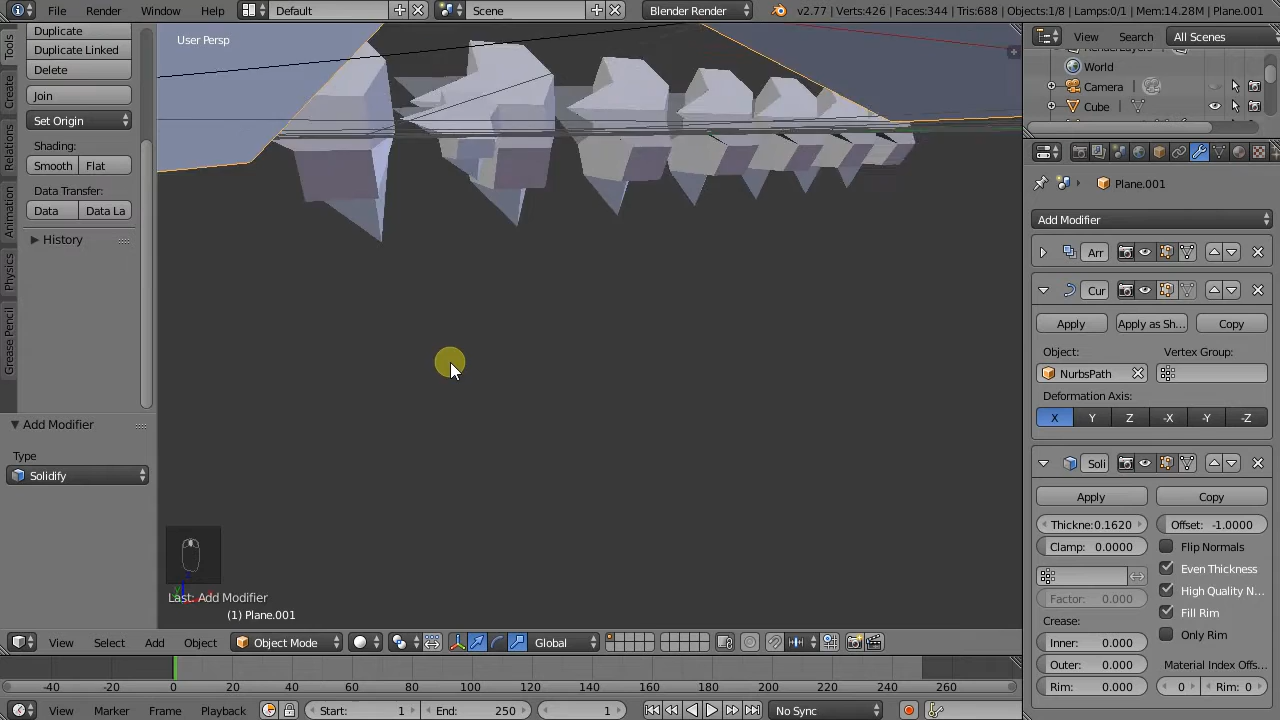 File Render Window Help Default Scene Blender Render v2.77 | Verts:426 | Faces:344 | Tris:688 | Objects:1/8 | Lamps:0/1 | Mem:14.28M | Plane.001
Duplicate
Duplicate Linked
Delete
Join
Set Origin
Shading:
Smooth Flat
Data Transfer:
Data Data La
History
Add Modifier
Type
Solidify
Tools
Create
Relations
Animation
Physics
Grease Pencil
User Persp
Last: Add Modifier
(1) Plane.001
View Select Add Object Object Mode Global
View Search All Scenes
World
Camera
Cube
Plane.001
Add Modifier
Arr
Cur
Apply Apply as Sh... Copy
Object: Vertex Group:
NurbsPath
Deformation Axis:
X Y Z -X -Y -Z
Soli
Apply Copy
Thickne:0.1620 Offset: -1.0000
Clamp: 0.0000 Flip Normals
Even Thickness
High Quality N...
Factor: 0.000 Fill Rim
Crease: Only Rim
Inner: 0.000
Outer: 0.000 Material Index Offs...
Rim: 0.000 0 Rim: 0
-40 -20 0 20 40 60 80 100 120 140 160 180 200 220 240 260
View Marker Frame Playback Start: 1 End: 250 1 No Sync